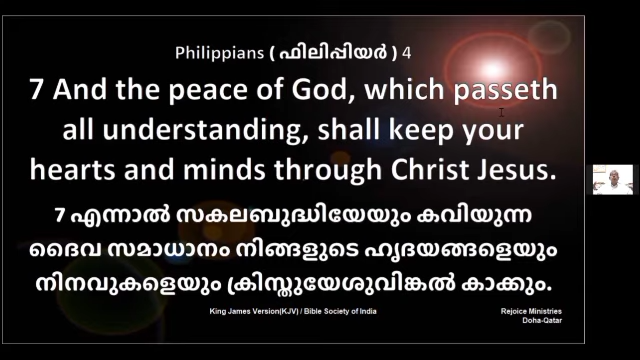 Philippians ( ഫിലിപ്പിയർ ) 4
7 And the peace of God, which passeth
all understanding, shall keep your
hearts and minds through Christ Jesus.
7 എന്നാൽ സകലബുദ്ധിയേയും കവിയുന്ന
ദൈവ സമാധാനം നിങ്ങളുടെ ഹൃദയങ്ങളെയും
നിനവുകളെയും ക്രിസ്തുയേശുവിങ്കൽ കാക്കും.
King James Version(KJV) / Bible Society of India
Rejoice Ministries
Doha-Qatar